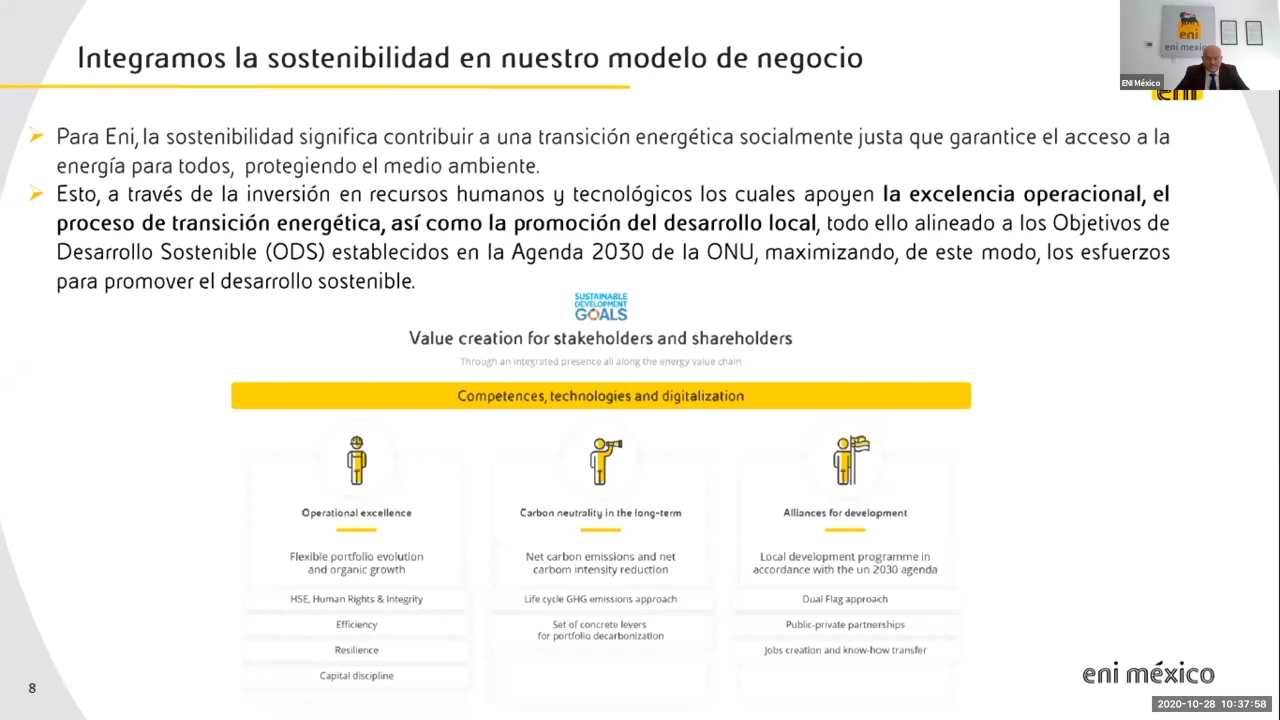 Integramos la sostenibilidad en nuestro modelo de negocio
eni
eni méxico
ENI México
eni
Para Eni, la sostenibilidad significa contribuir a una transición energética socialmente justa que garantice el acceso a la
energía para todos, protegiendo el medio ambiente.
Esto, a través de la inversión en recursos humanos y tecnológicos los cuales apoyen la excelencia operacional, el
proceso de transición energética, así como la promoción del desarrollo local, todo ello alineado a los Objetivos de
Desarrollo Sostenible (ODS) establecidos en la Agenda 2030 de la ONU, maximizando, de este modo, los esfuerzos
para promover el desarrollo sostenible.
SUSTAINABLE
DEVELOPMENT
GOALS
Value creation for stakeholders and shareholders
Through an integrated presence all along the energy value chain
Competences, technologies and digitalization
Operational excellence
Flexible portfolio evolution
and organic growth
HSE, Human Rights & Integrity
Efficiency
Resilience
Capital discipline
Carbon neutrality in the long-term
Net carbon emissions and net
carbom intensity reduction
Life cycle GHG emissions approach
Set of concrete levers
for portfolio decarbonization
Alliances for development
Local development programme in
accordance with the un 2030 agenda
Dual Flag approach
Public-private partnerships
Jobs creation and know-how transfer
8
eni méxico
2020-10-28 10:37:58